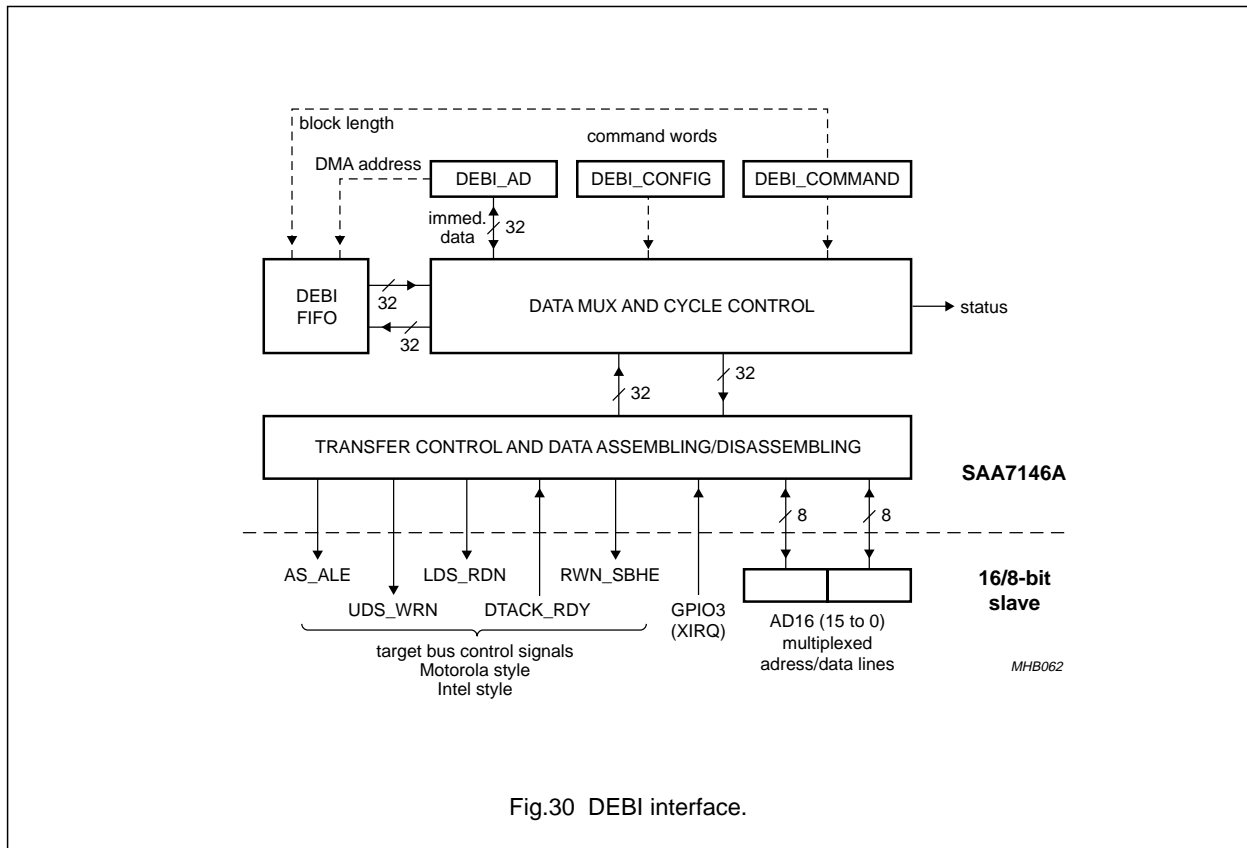 block length
command words
DMA address
DEBI_AD
DEBI_CONFIG
DEBI_COMMAND
immed.
data
32
DEBI
FIFO
32
32
DATA MUX AND CYCLE CONTROL
status
32
32
TRANSFER CONTROL AND DATA ASSEMBLING/DISASSEMBLING
SAA7146A
8
8
AS_ALE
LDS_RDN
RWN_SBHE
UDS_WRN
DTACK_RDY
GPIO3
(XIRQ)
16/8-bit
slave
AD16 (15 to 0)
multiplexed
adress/data lines
target bus control signals
Motorola style
Intel style
MHB062
Fig.30 DEBI interface.